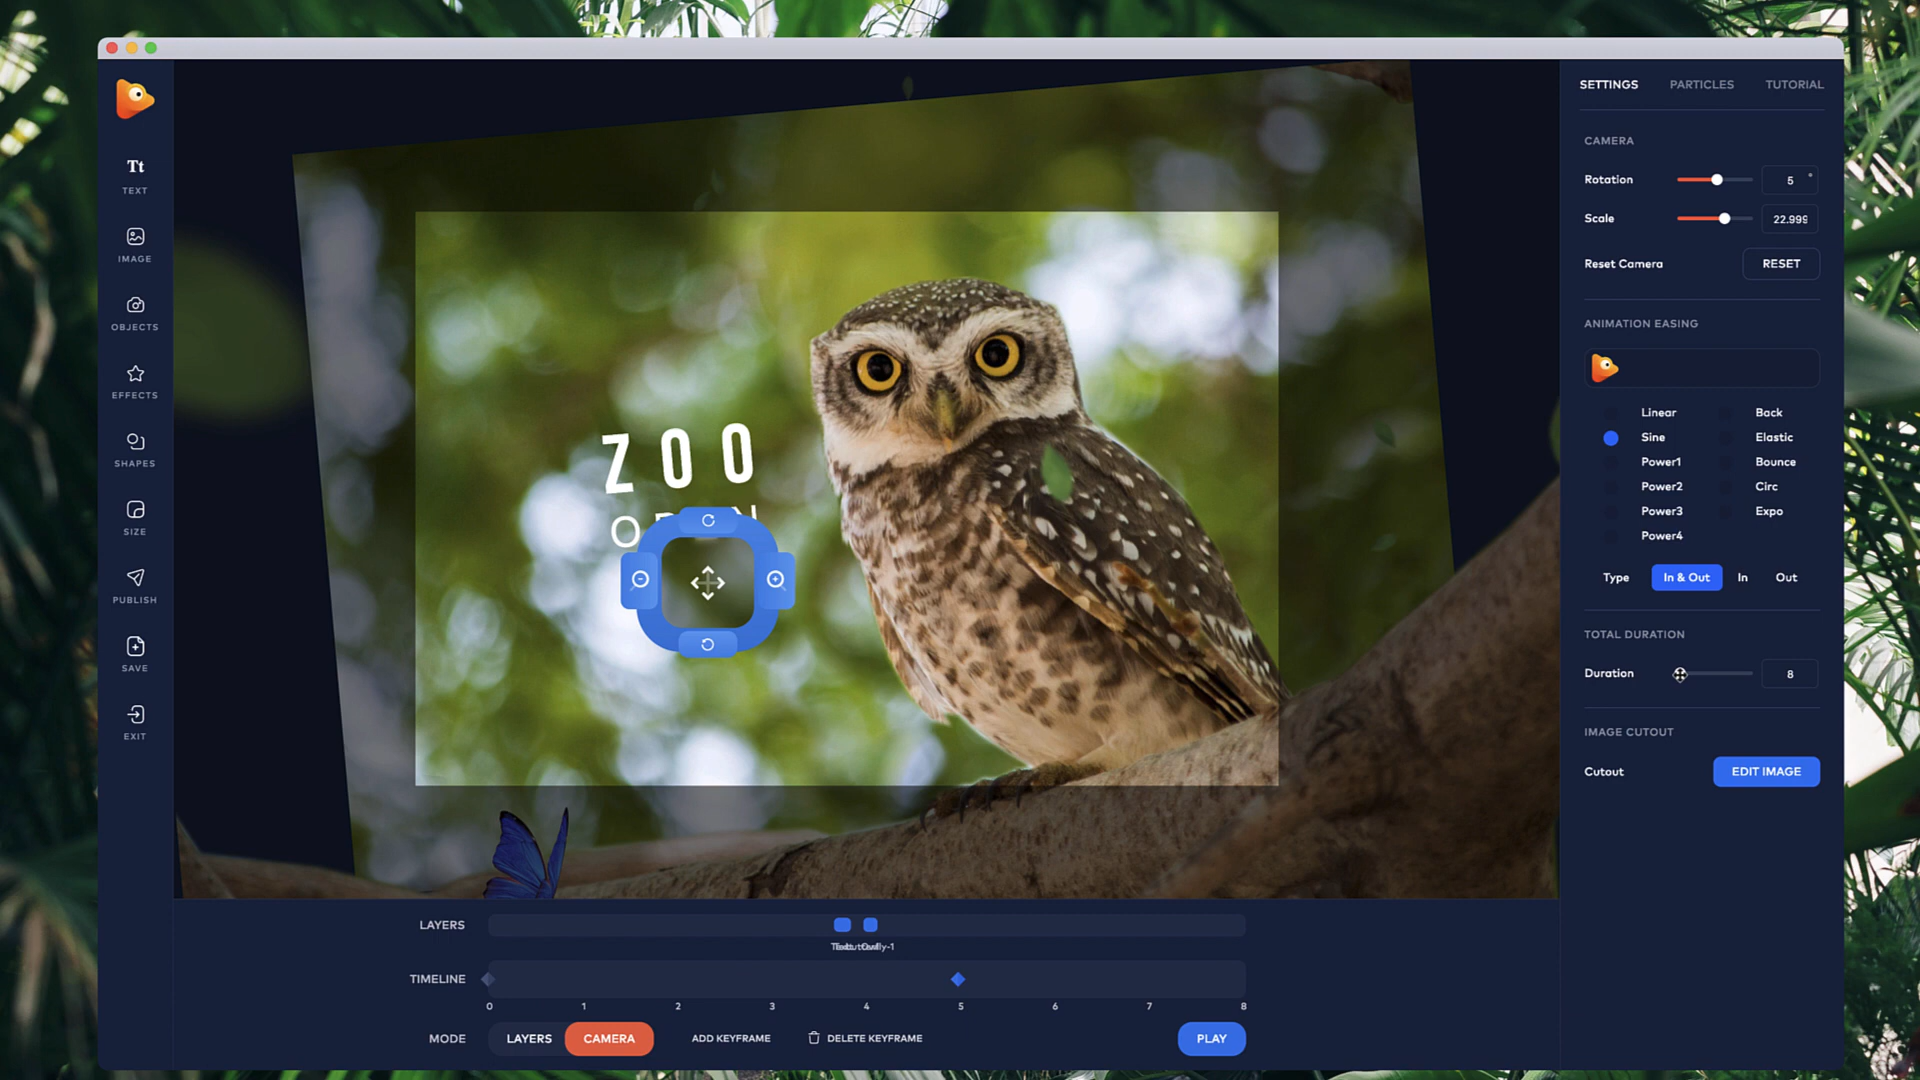 SETTINGS PARTICLES TUTORIAL
Tt
TEXT
IMAGE
OBJECTS
EFFECTS
SHAPES
SIZE
PUBLISH
SAVE
EXIT
ZOO
CAMERA
Rotation 5 °
Scale 22.999
Reset Camera RESET
ANIMATION EASING
Linear Back
Sine Elastic
Power1 Bounce
Power2 Circ
Power3 Expo
Power4
Type In & Out In Out
TOTAL DURATION
Duration 8
IMAGE CUTOUT
Cutout EDIT IMAGE
LAYERS
TIMELINE
0 1 2 3 4 5 6 7 8
MODE LAYERS CAMERA ADD KEYFRAME DELETE KEYFRAME PLAY